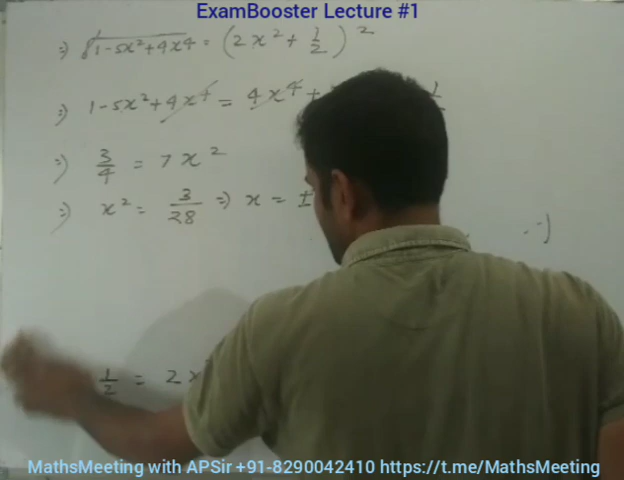 ExamBooster Lecture #1
=) √1-5x²+4x4 = (2x² + 1/2)²
=) 1-5x²+4x⁴ = 4x⁴ +
=) 3/4 = 7x²
=) x² = 3/28 =) x = ±
1/2 = 2x
MathsMeeting with APSir +91-8290042410 https://t.me/MathsMeeting